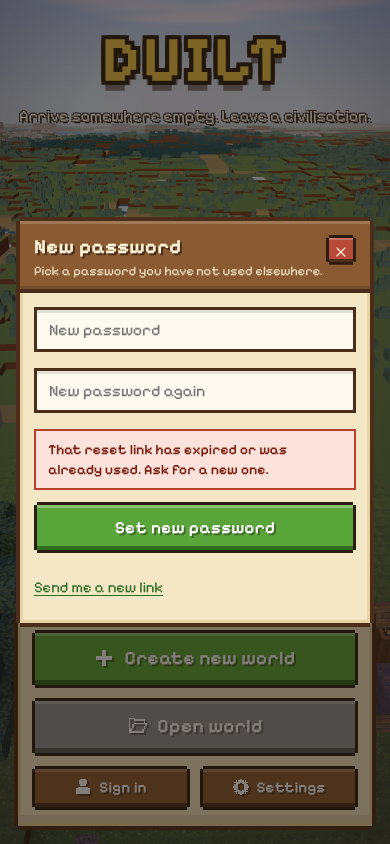 DUILT
Arrive somewhere empty. Leave a civilisation.
New password
Pick a password you have not used elsewhere.
New password
New password again
That reset link has expired or was
already used. Ask for a new one.
Set new password
Send me a new link
Create new world
Open world
Sign in
Settings